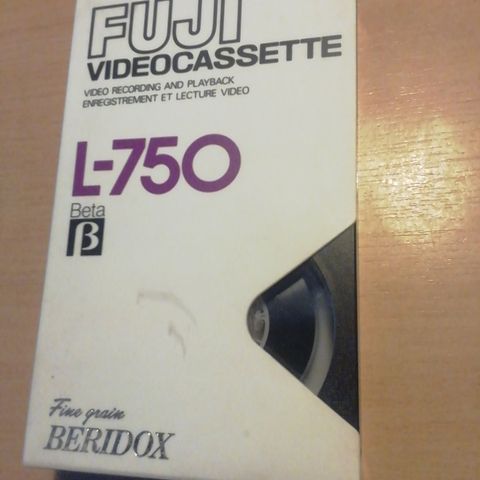 FUJI
VIDEOCASSETTE
VIDEO RECORDING AND PLAYBACK
ENREGISTREMENT ET LECTURE VIDEO
L-750
Beta
β
Fine grain
BERIDOX